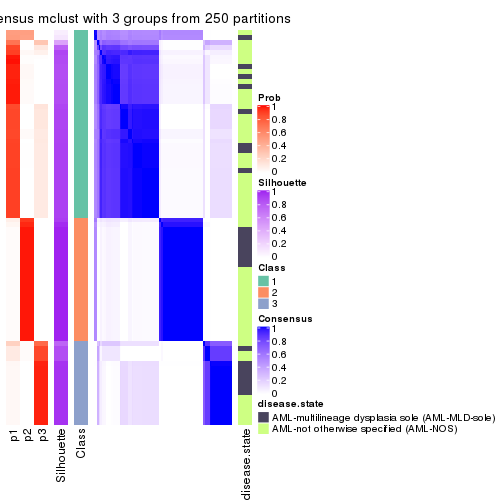 ensus mclust with 3 groups from 250 partitions
Prob
1
0.8
0.6
0.4
0.2
0
Silhouette
1
0.8
0.6
0.4
0.2
0
Class
1
2
3
Consensus
1
0.8
0.6
0.4
0.2
0
disease.state
AML-multilineage dysplasia sole (AML-MLD-sole)
AML-not otherwise specified (AML-NOS)
p1
p2
p3
Silhouette
Class
disease.state